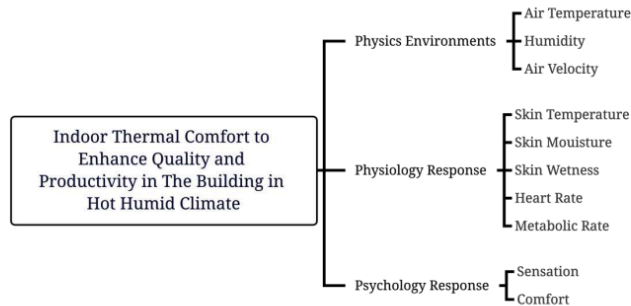 Indoor Thermal Comfort to
Enhance Quality and
Productivity in The Building in
Hot Humid Climate
Physics Environments
Air Temperature
Humidity
Air Velocity
Physiology Response
Skin Temperature
Skin Mouisture
Skin Wetness
Heart Rate
Metabolic Rate
Psychology Response
Sensation
Comfort